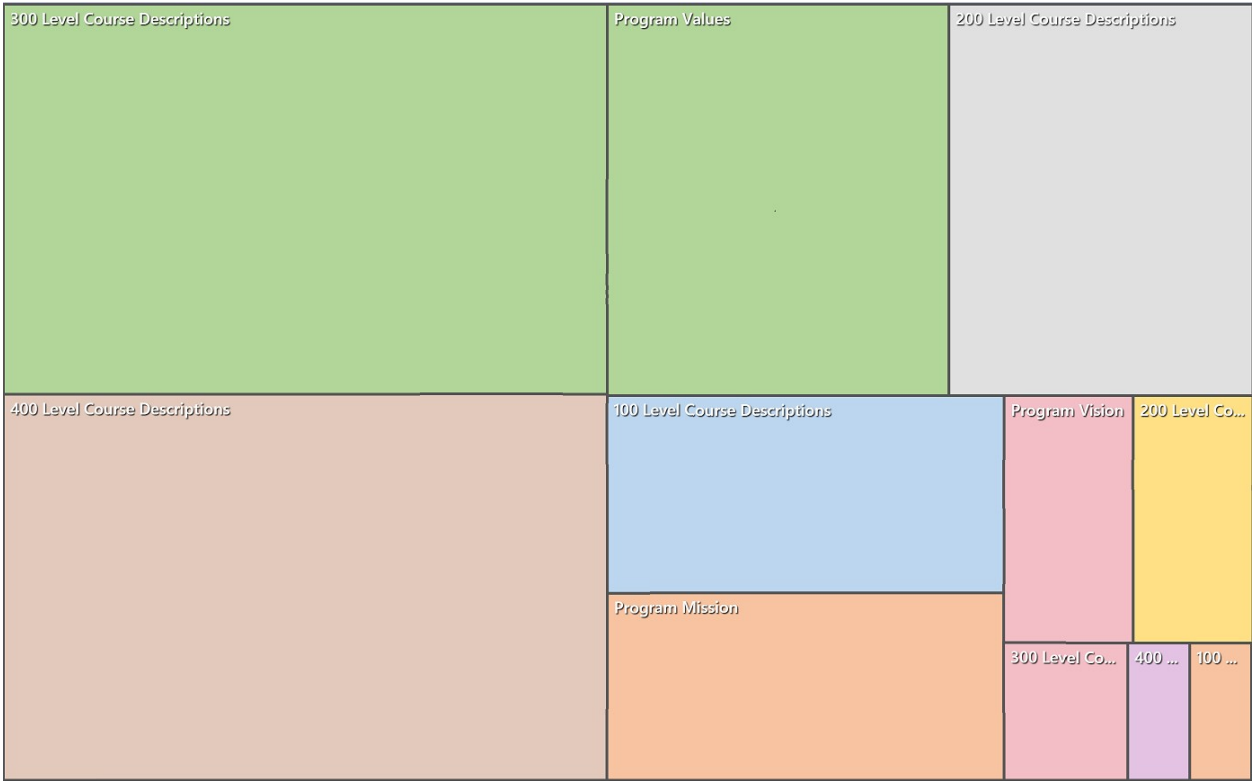 300 Level Course Descriptions
Program Values
200 Level Course Descriptions
400 Level Course Descriptions
100 Level Course Descriptions
Program Vision
200 Level Co...
Program Mission
300 Level Co...
400 ...
100 ...